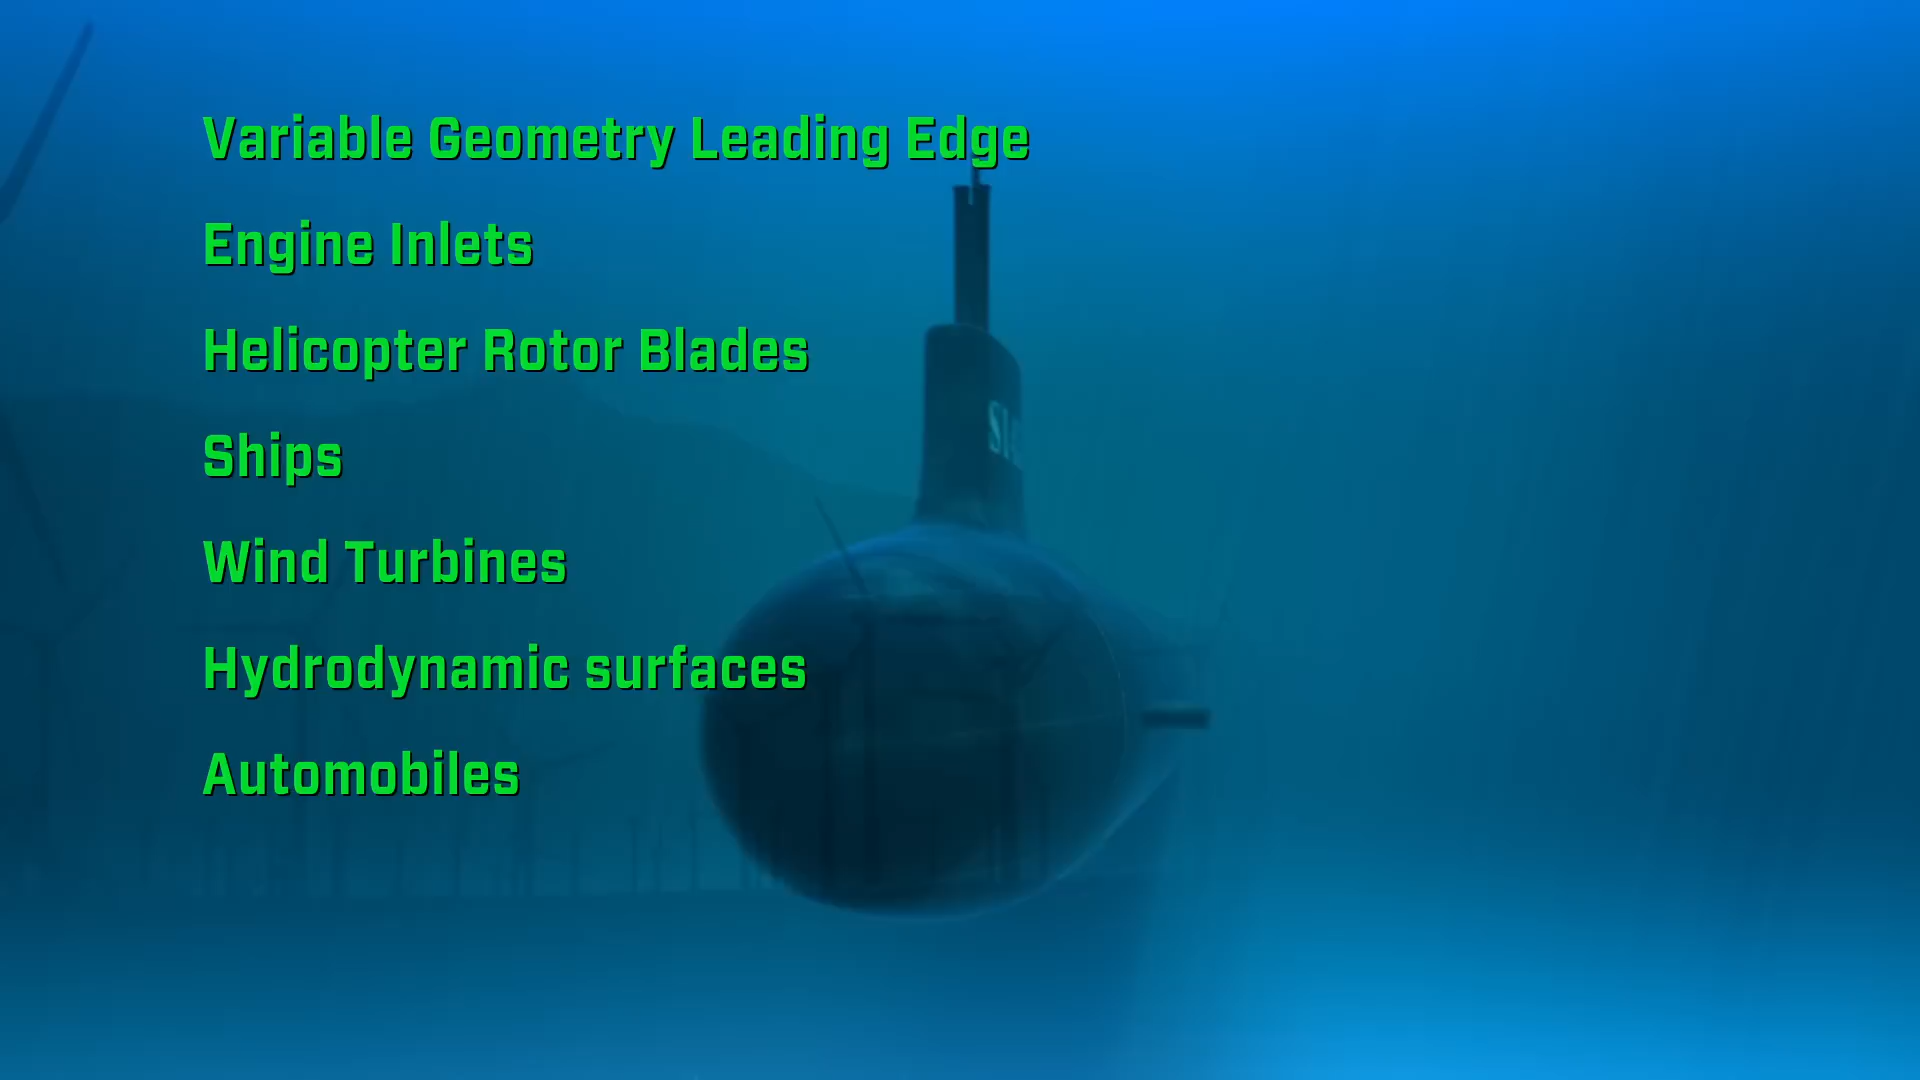 Variable Geometry Leading Edge
Engine Inlets
Helicopter Rotor Blades
Ships
Wind Turbines
Hydrodynamic surfaces
Automobiles